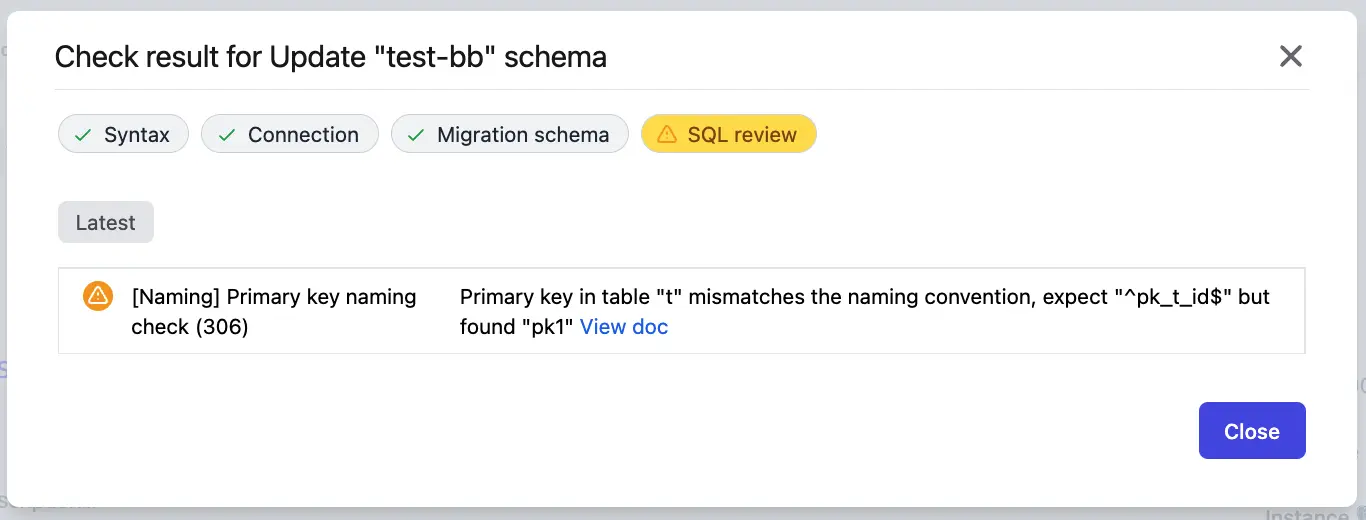 Check result for Update "test-bb" schema
Syntax
Connection
Migration schema
SQL review
Latest
[Naming] Primary key naming
check (306)
Primary key in table "t" mismatches the naming convention, expect "^pk_t_id$" but
found "pk1" View doc
Close
Instance